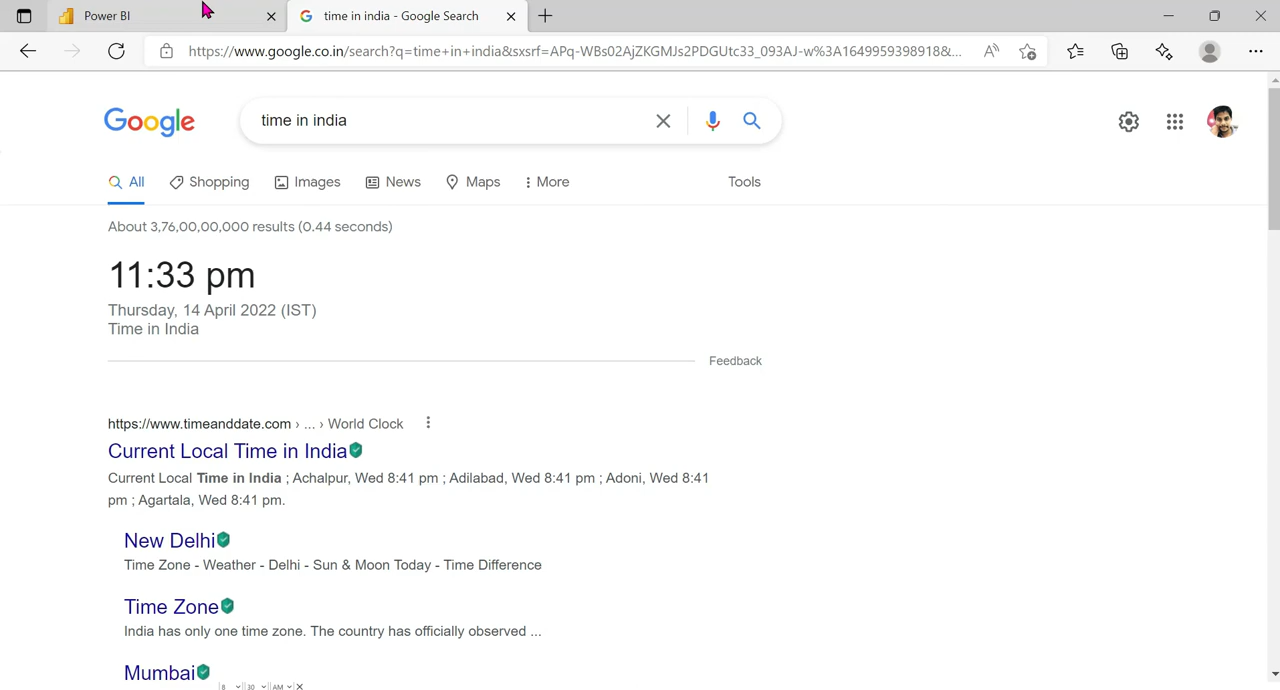 Power BI
time in india - Google Search
https://www.google.co.in/search?q=time+in+india&sxsrf=APq-WBs02AjZKGMJs2PDGUtc33_093AJ-w%3A1649959398918&...
Google
time in india
All
Shopping
Images
News
Maps
More
Tools
About 3,76,00,00,000 results (0.44 seconds)
11:33 pm
Thursday, 14 April 2022 (IST)
Time in India
Feedback
https://www.timeanddate.com › ... › World Clock
Current Local Time in India
Current Local Time in India ; Achalpur, Wed 8:41 pm ; Adilabad, Wed 8:41 pm ; Adoni, Wed 8:41
pm ; Agartala, Wed 8:41 pm.
New Delhi
Time Zone - Weather - Delhi - Sun & Moon Today - Time Difference
Time Zone
India has only one time zone. The country has officially observed ...
Mumbai
8 30 AM